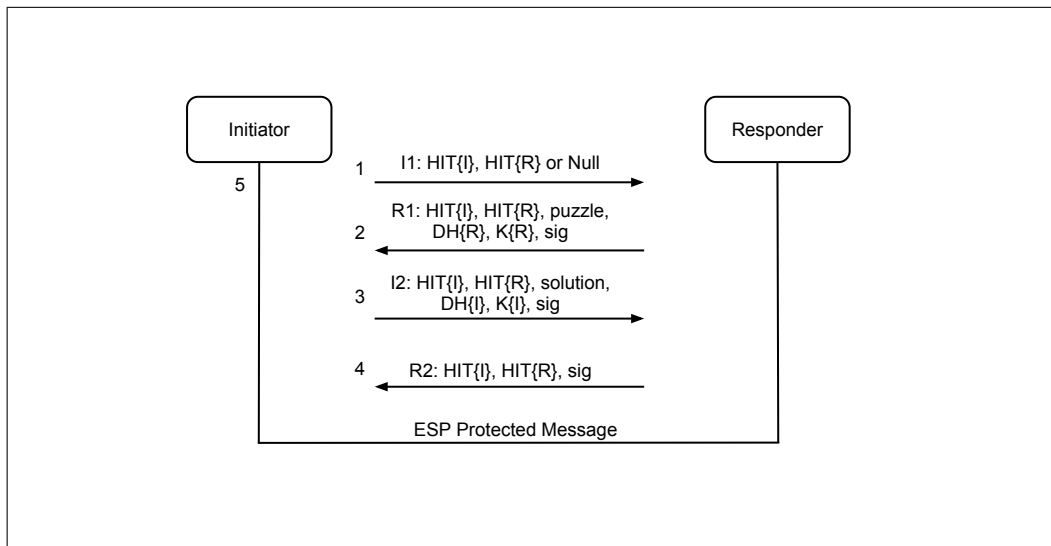 Initiator
Responder
1
I1: HIT{I}, HIT{R} or Null
5
R1: HIT{I}, HIT{R}, puzzle,
2
DH{R}, K{R}, sig
I2: HIT{I}, HIT{R}, solution,
3
DH{I}, K{I}, sig
4
R2: HIT{I}, HIT{R}, sig
ESP Protected Message